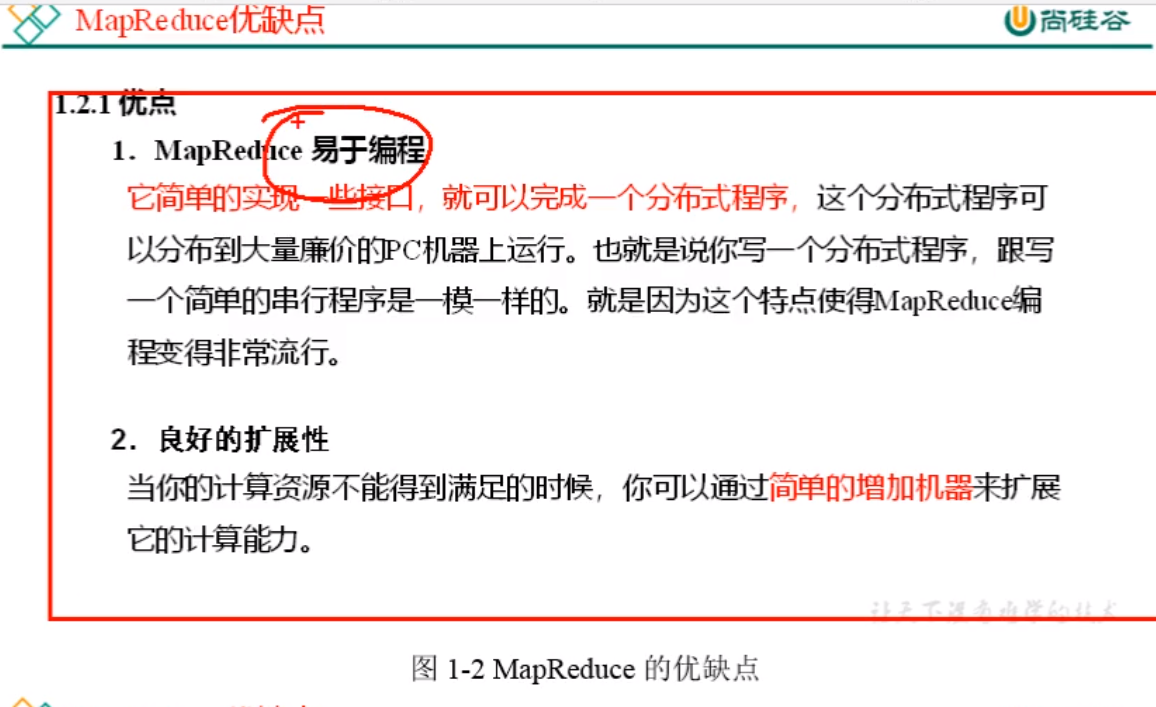 MapReduce优缺点
尚硅谷
1.2.1 优点
1．MapReduce 易于编程
它简单的实现一些接口，就可以完成一个分布式程序，这个分布式程序可
以分布到大量廉价的PC机器上运行。也就是说你写一个分布式程序，跟写
一个简单的串行程序是一模一样的。就是因为这个特点使得MapReduce编
程变得非常流行。
2．良好的扩展性
当你的计算资源不能得到满足的时候，你可以通过简单的增加机器来扩展
它的计算能力。
让天下没有难学的技术
图 1-2 MapReduce 的优缺点